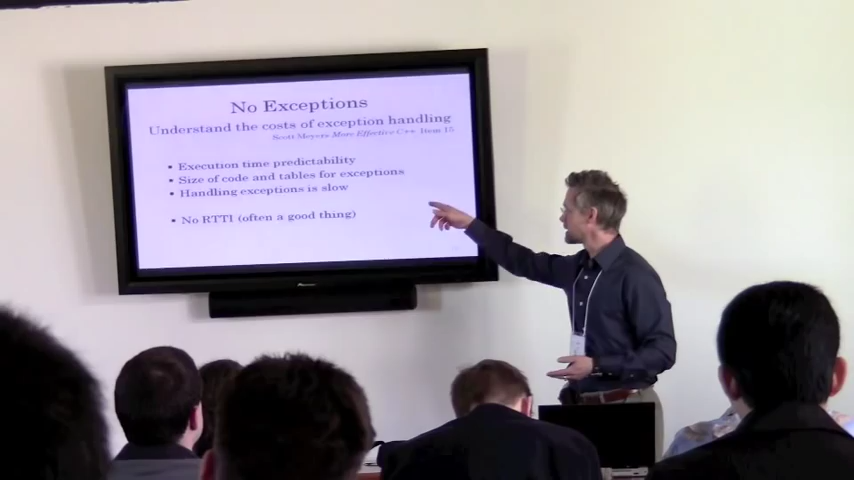 No Exceptions
Understand the costs of exception handling
Scott Meyers More Effective C++ Item 15
• Execution time predictability
• Size of code and tables for exceptions
• Handling exceptions is slow
• No RTTI (often a good thing)